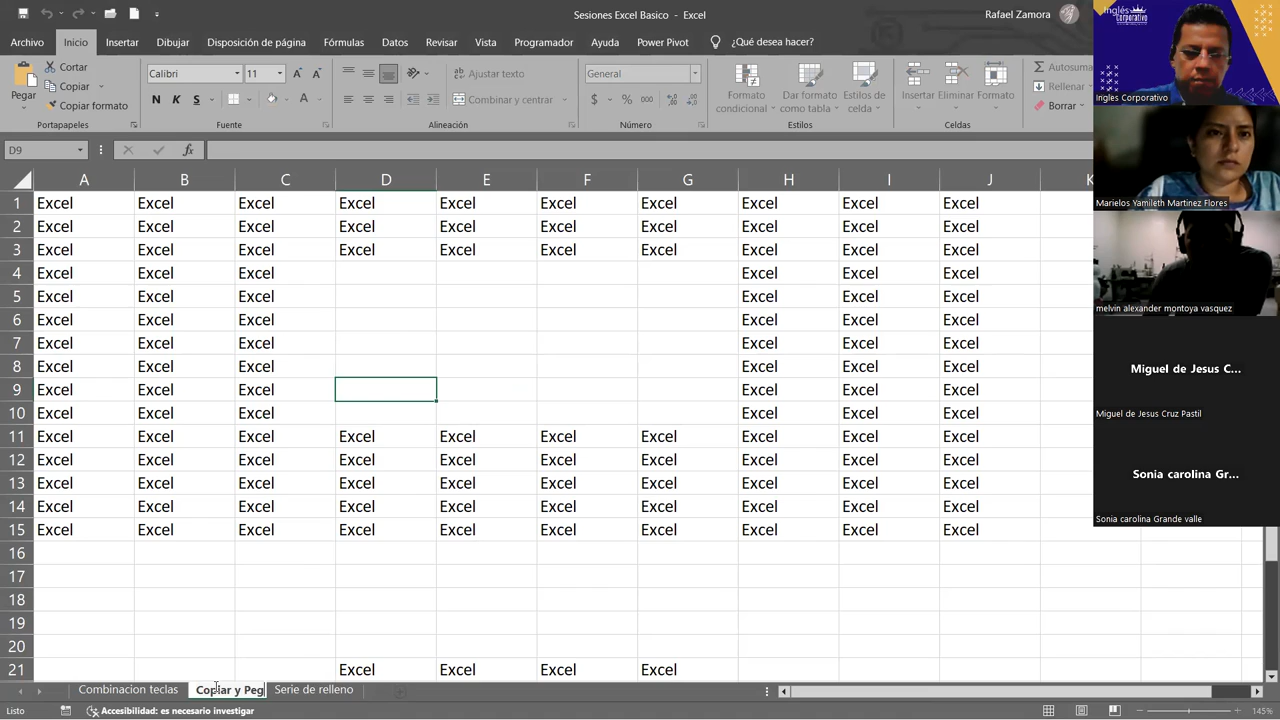 Sesiones Excel Basico - Excel
Rafael Zamora
Archivo Inicio Insertar Dibujar Disposición de página Fórmulas Datos Revisar Vista Programador Ayuda Power Pivot ¿Qué desea hacer?
Pegar
Cortar
Copiar
Copiar formato
Portapapeles
Calibri 11
N K S
Fuente
Ajustar texto
Combinar y centrar
Alineación
General
$ % 000
Número
Formato condicional
Dar formato como tabla
Estilos de celda
Estilos
Insertar Eliminar Formato
Celdas
Autosuma
Rellenar
Borrar
D9
fx
A B C D E F G H I J K
1 Excel Excel Excel Excel Excel Excel Excel Excel Excel Excel
2 Excel Excel Excel Excel Excel Excel Excel Excel Excel Excel
3 Excel Excel Excel Excel Excel Excel Excel Excel Excel Excel
4 Excel Excel Excel Excel Excel Excel
5 Excel Excel Excel Excel Excel Excel
6 Excel Excel Excel Excel Excel Excel
7 Excel Excel Excel Excel Excel Excel
8 Excel Excel Excel Excel Excel Excel
9 Excel Excel Excel Excel Excel Excel
10 Excel Excel Excel Excel Excel Excel
11 Excel Excel Excel Excel Excel Excel Excel Excel Excel Excel
12 Excel Excel Excel Excel Excel Excel Excel Excel Excel Excel
13 Excel Excel Excel Excel Excel Excel Excel Excel Excel Excel
14 Excel Excel Excel Excel Excel Excel Excel Excel Excel Excel
15 Excel Excel Excel Excel Excel Excel Excel Excel Excel Excel
16
17
18
19
20
21 Excel Excel Excel Excel
Combinacion teclas Copiar y Peg Serie de relleno
Listo
Accesibilidad: es necesario investigar
145%
Inglés
Corporativo
Ingles Corporativo
Marielos Yamileth Martinez Flores
melvin alexander montoya vasquez
Miguel de Jesus C...
Miguel de Jesus Cruz Pastil
Sonia carolina Gr...
Sonia carolina Grande valle